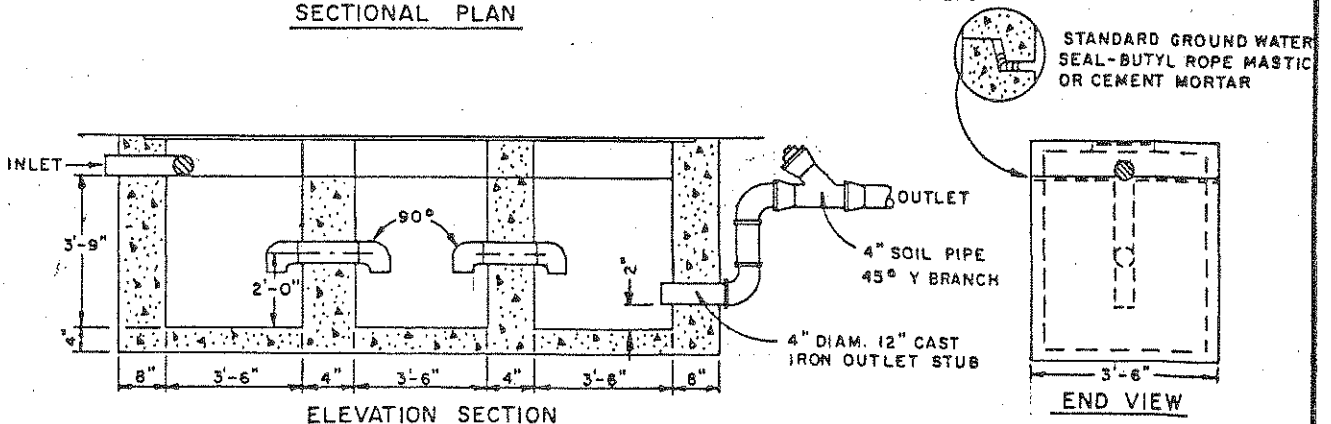 SECTIONAL PLAN
STANDARD GROUND WATER
SEAL-BUTYL ROPE MASTIC
OR CEMENT MORTAR
INLET
90°
OUTLET
3'-9"
2'-0"
2"
4" SOIL PIPE
45° Y BRANCH
4"
4" DIAM. 12" CAST
IRON OUTLET STUB
8" 3'-6" 4" 3'-6" 4" 3'-6" 8"
3'-6"
ELEVATION SECTION
END VIEW